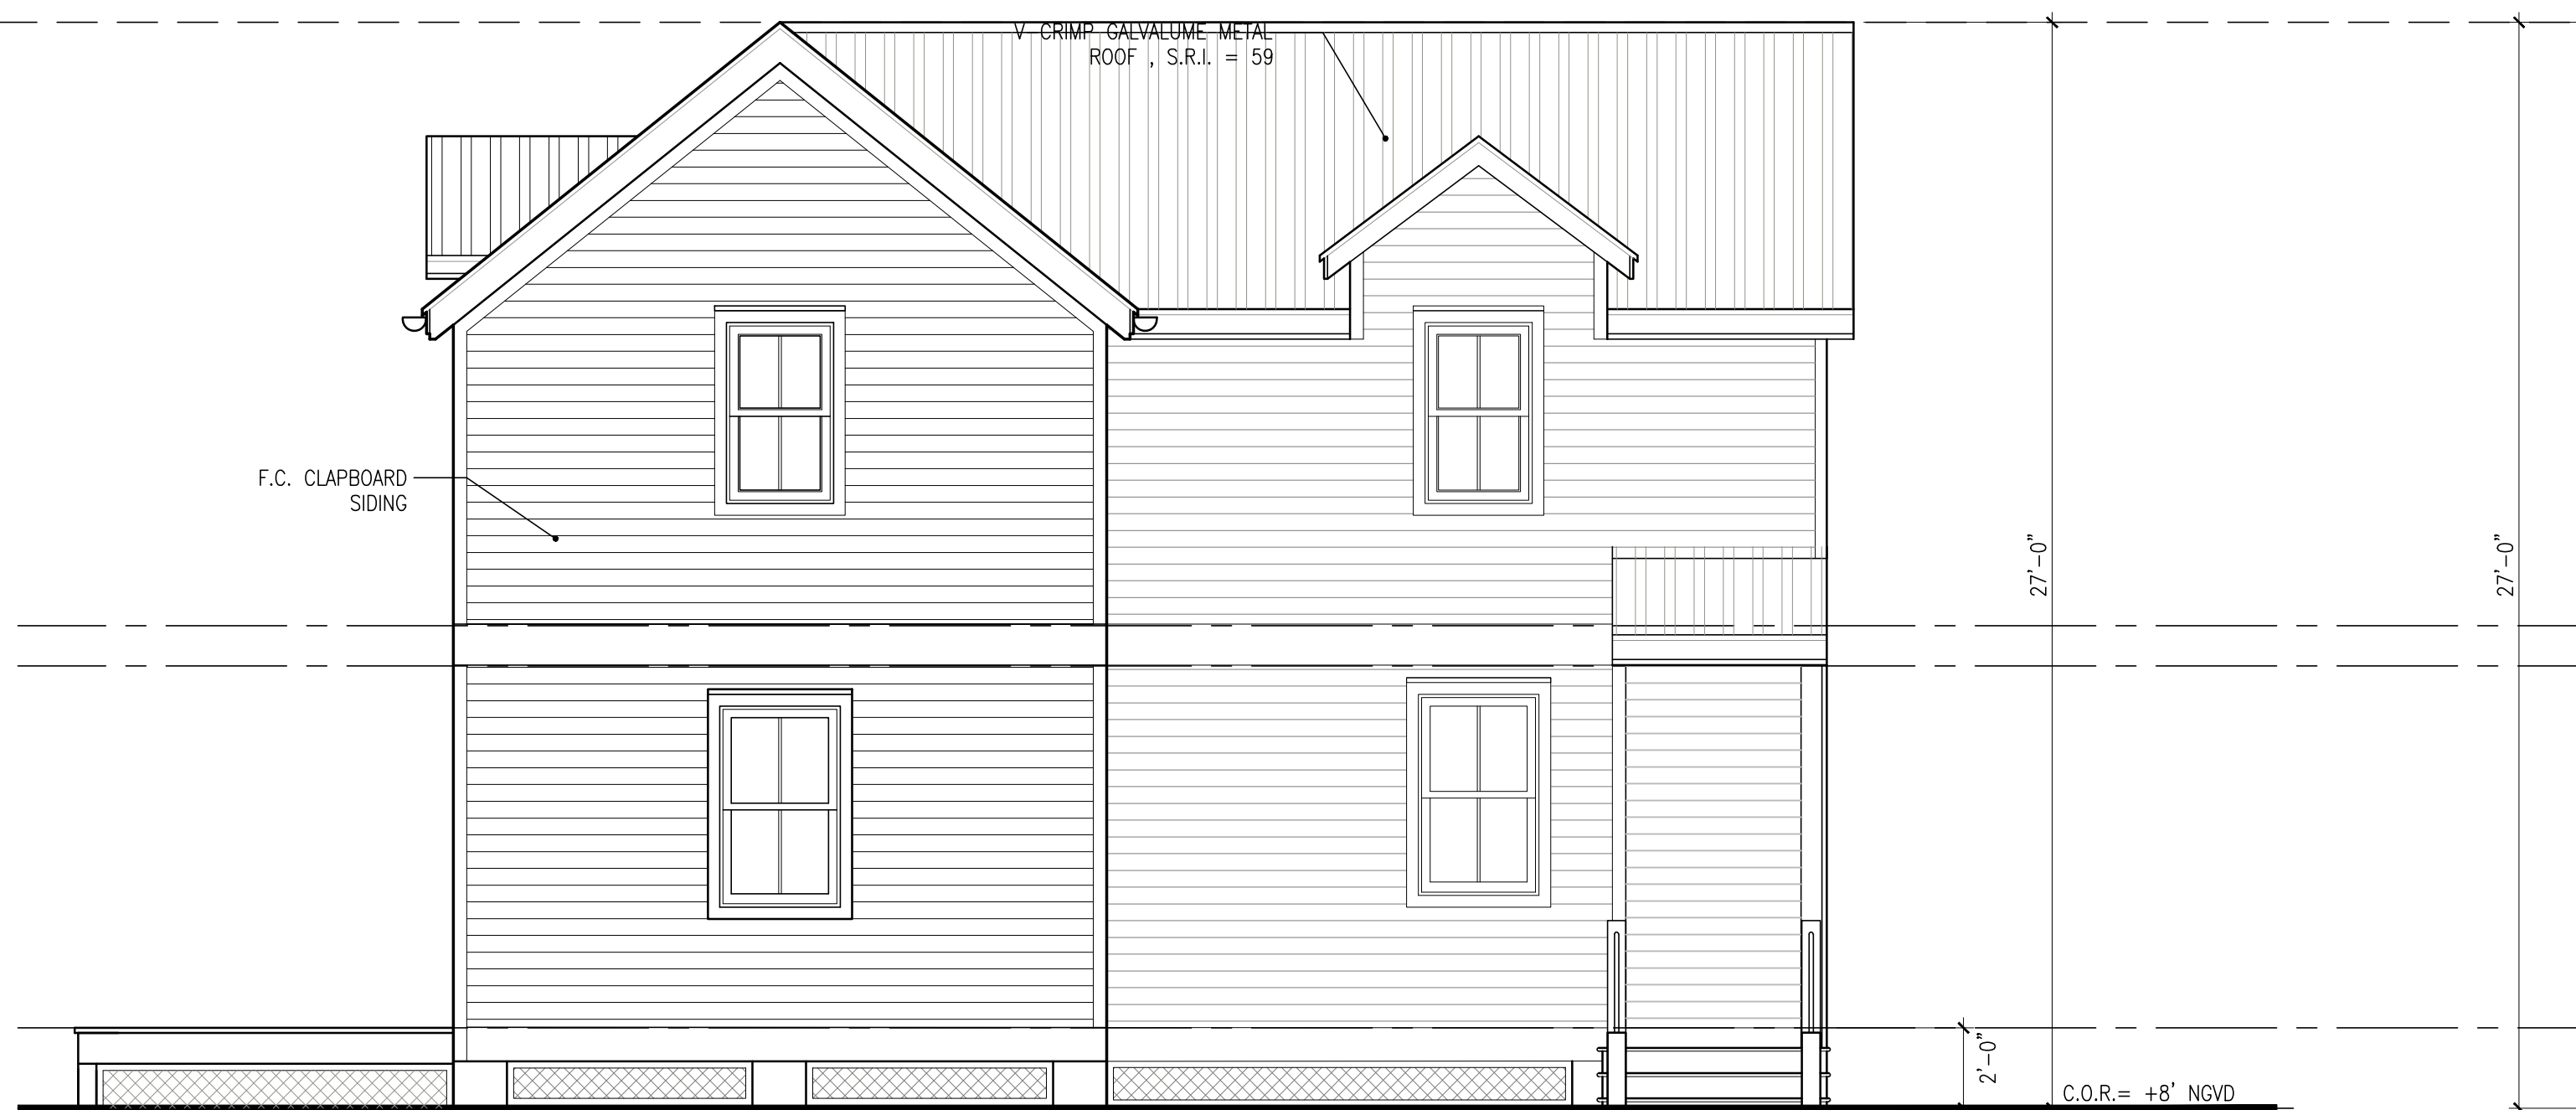 V-CRIMP GALVALUME METAL
ROOF , S.R.I. = 59
F.C. CLAPBOARD
SIDING
27'-0"
27'-0"
2'-0"
C.O.R.= +8' NGVD